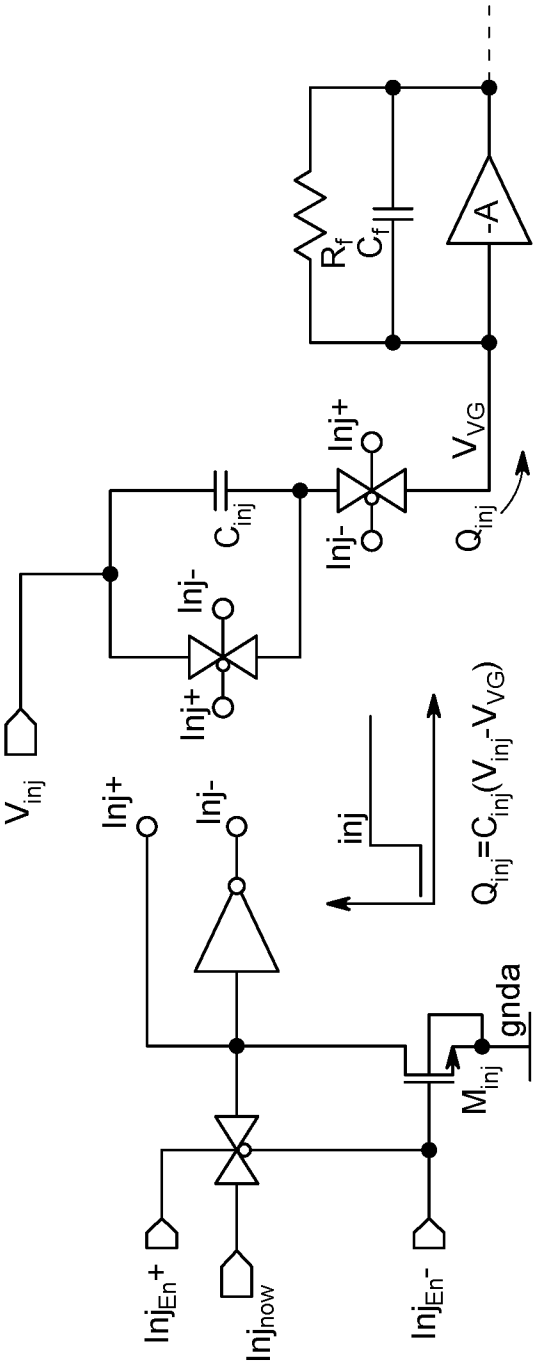 Inj_En+
Inj_now
Inj_En-
Inj+
Inj-
M_inj
gnda
inj
Q_inj=C_inj(V_inj-V_VG)
V_inj
Inj+
Inj-
C_inj
Inj-
Inj+
Q_inj
V_VG
R_f
C_f
-A